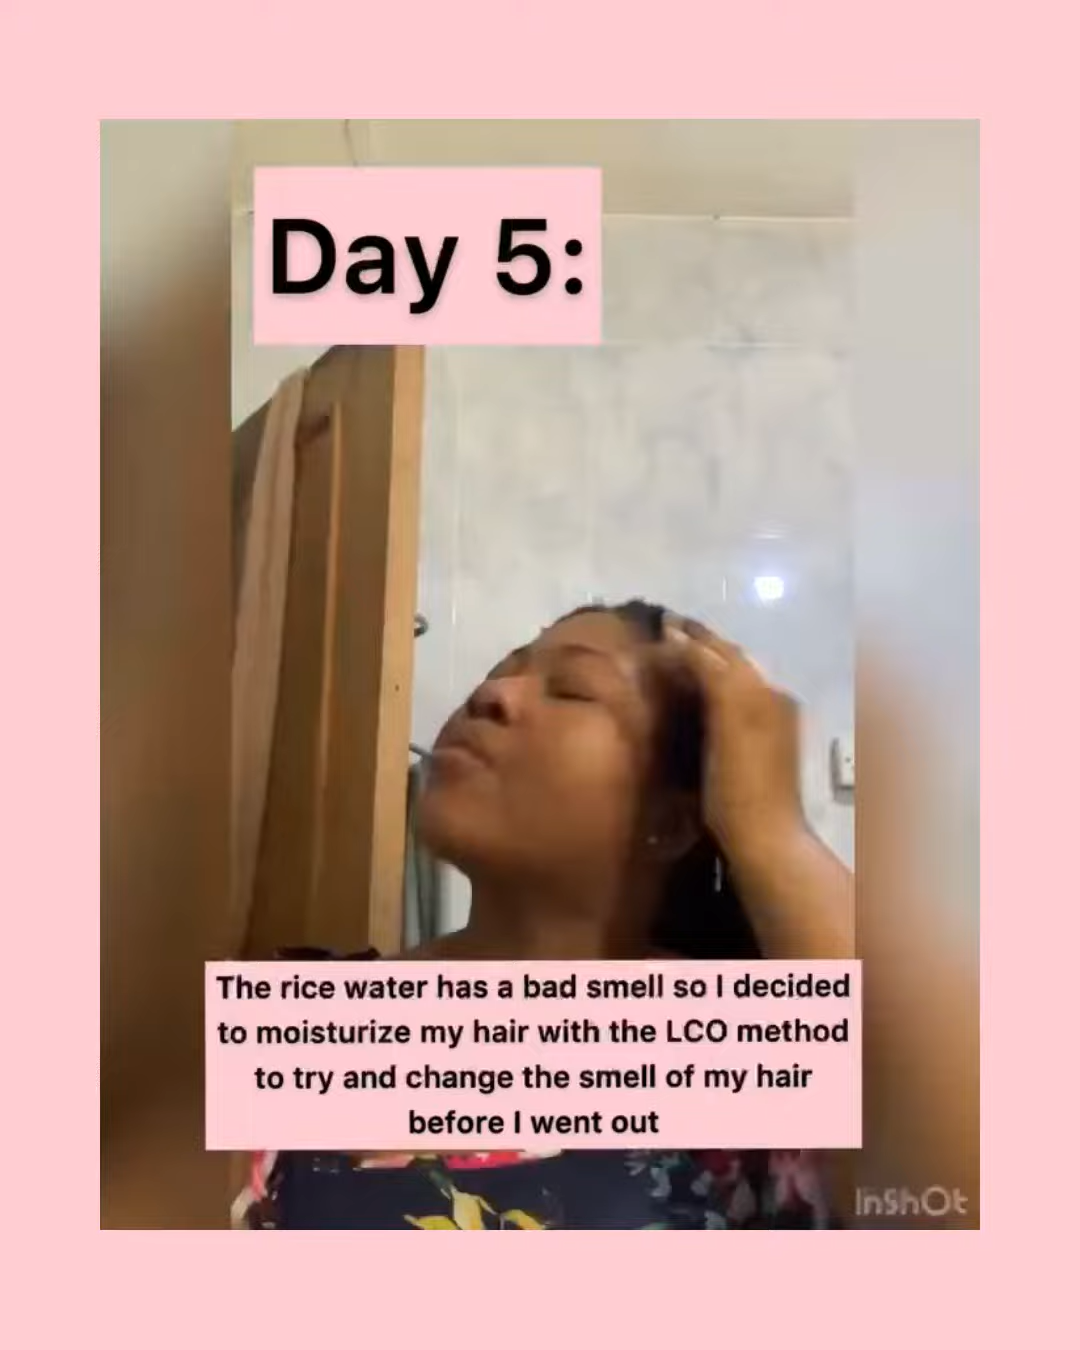 Day 5:
The rice water has a bad smell so I decided
to moisturize my hair with the LCO method
to try and change the smell of my hair
before I went out
InShOt